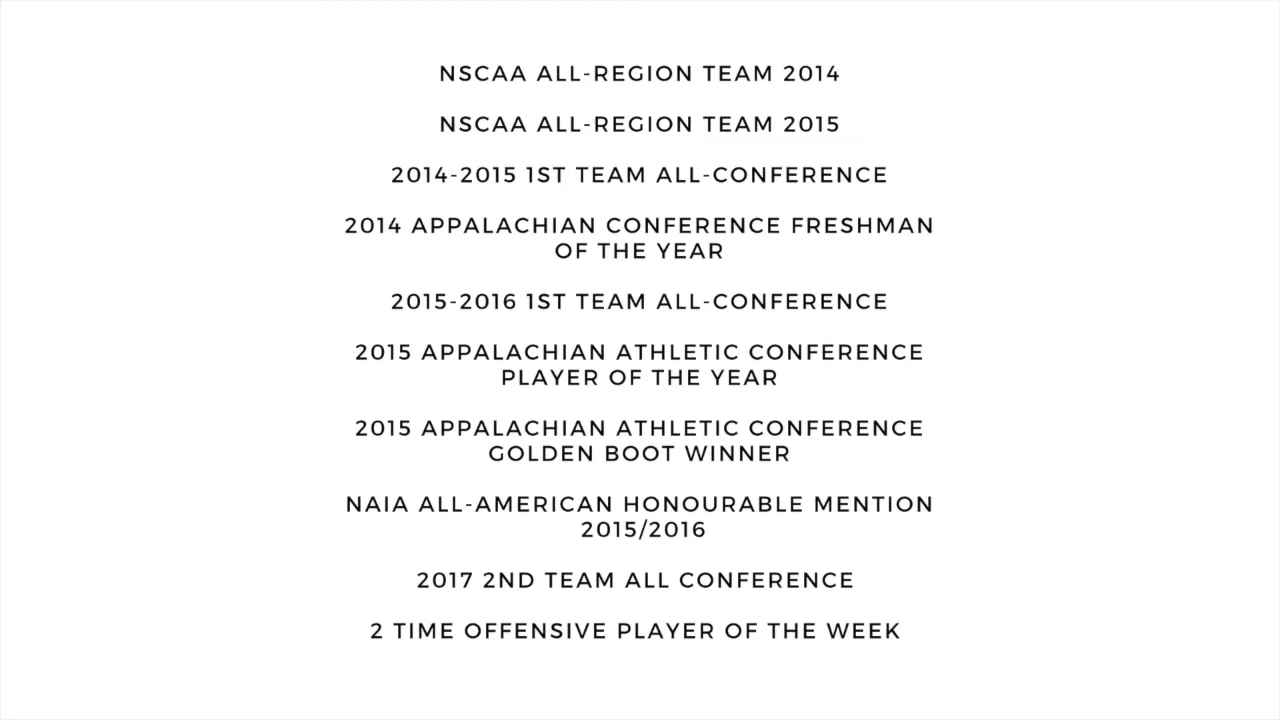 NSCAA ALL-REGION TEAM 2014
NSCAA ALL-REGION TEAM 2015
2014-2015 1ST TEAM ALL-CONFERENCE
2014 APPALACHIAN CONFERENCE FRESHMAN
OF THE YEAR
2015-2016 1ST TEAM ALL-CONFERENCE
2015 APPALACHIAN ATHLETIC CONFERENCE
PLAYER OF THE YEAR
2015 APPALACHIAN ATHLETIC CONFERENCE
GOLDEN BOOT WINNER
NAIA ALL-AMERICAN HONOURABLE MENTION
2015/2016
2017 2ND TEAM ALL CONFERENCE
2 TIME OFFENSIVE PLAYER OF THE WEEK